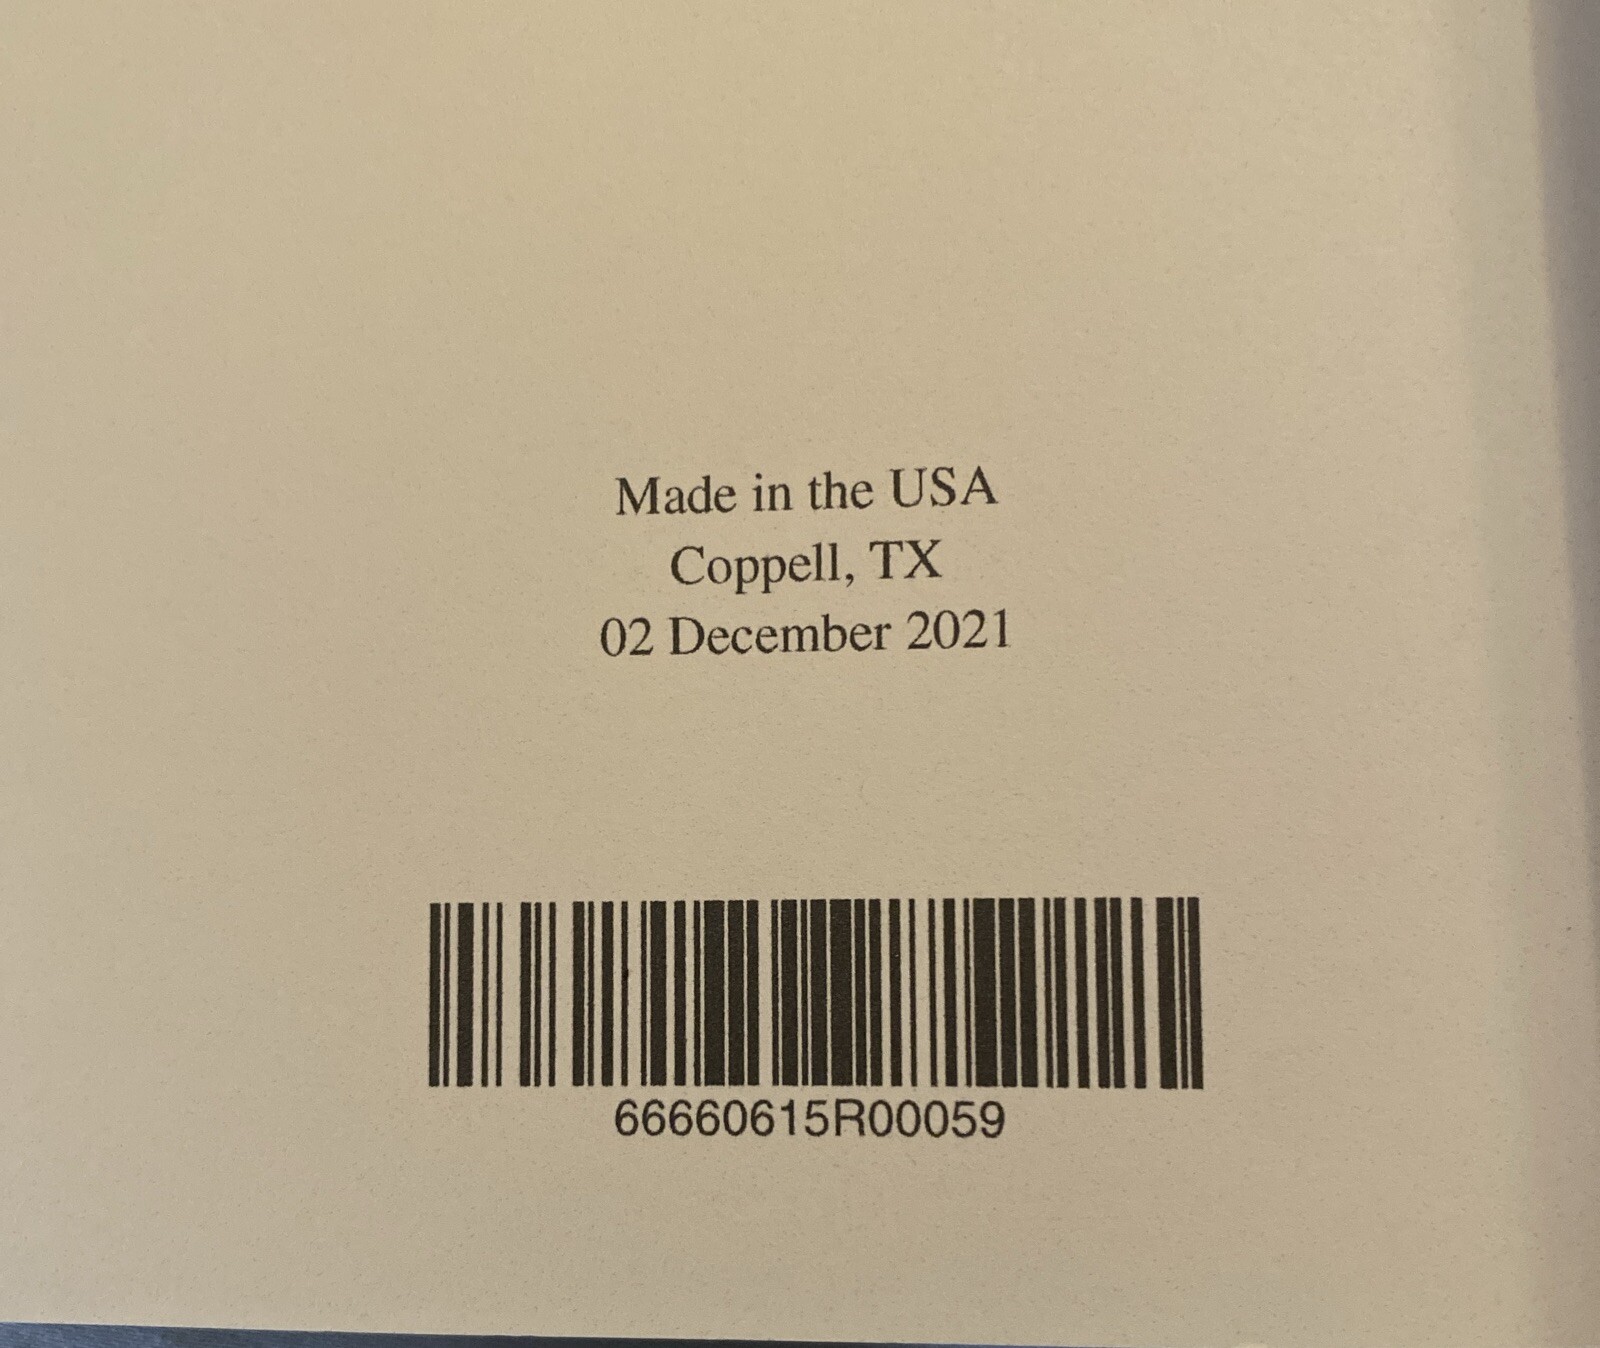 Made in the USA
Coppell, TX
02 December 2021
66660615R00059